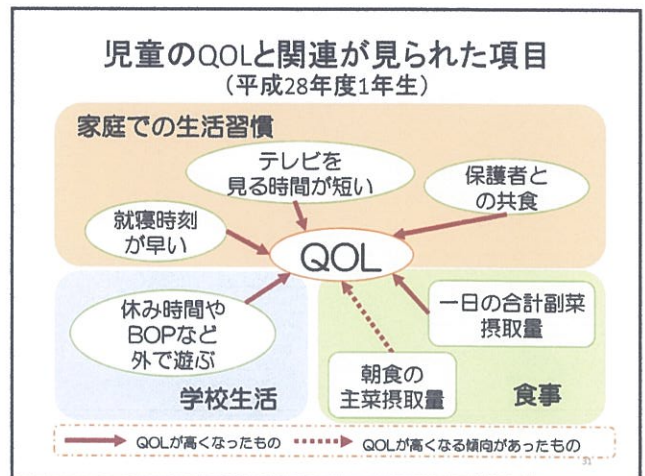 児童のQOLと関連が見られた項目
（平成28年度1年生）
家庭での生活習慣
テレビを
見る時間が短い
保護者と
の共食
就寝時刻
が早い
QOL
休み時間や
BOPなど
外で遊ぶ
学校生活
一日の合計副菜
摂取量
朝食の
主菜摂取量
食事
QOLが高くなったもの
QOLが高くなる傾向があったもの
31